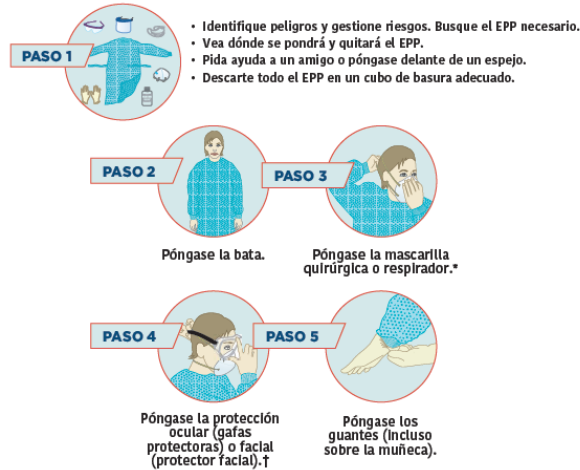 PASO 1
• Identifique peligros y gestione riesgos. Busque el EPP necesario.
• Vea dónde se pondrá y quitará el EPP.
• Pida ayuda a un amigo o póngase delante de un espejo.
• Descarte todo el EPP en un cubo de basura adecuado.
PASO 2
Póngase la bata.
PASO 3
Póngase la mascarilla
quirúrgica o respirador.*
PASO 4
Póngase la protección
ocular (gafas
protectoras) o facial
(protector facial).†
PASO 5
Póngase los
guantes (incluso
sobre la muñeca).